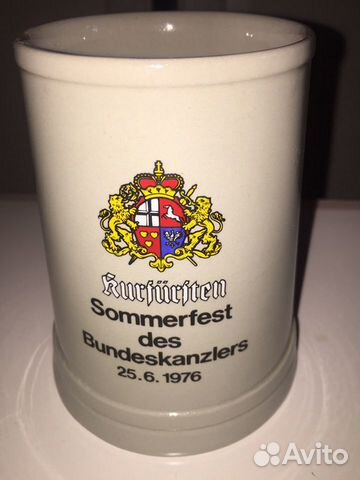 Kurfürsten
Sommerfest
des
Bundeskanzlers
25.6.1976
Avito